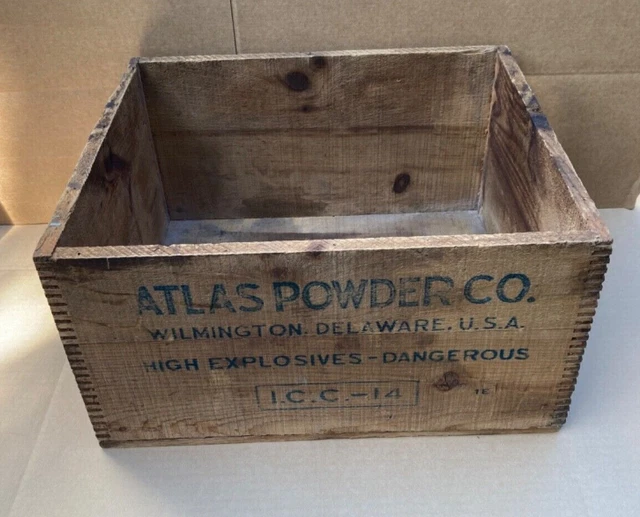 ATLAS POWDER CO.
WILMINGTON, DELAWARE, U.S.A.
HIGH EXPLOSIVES-DANGEROUS
I.C.C.-14